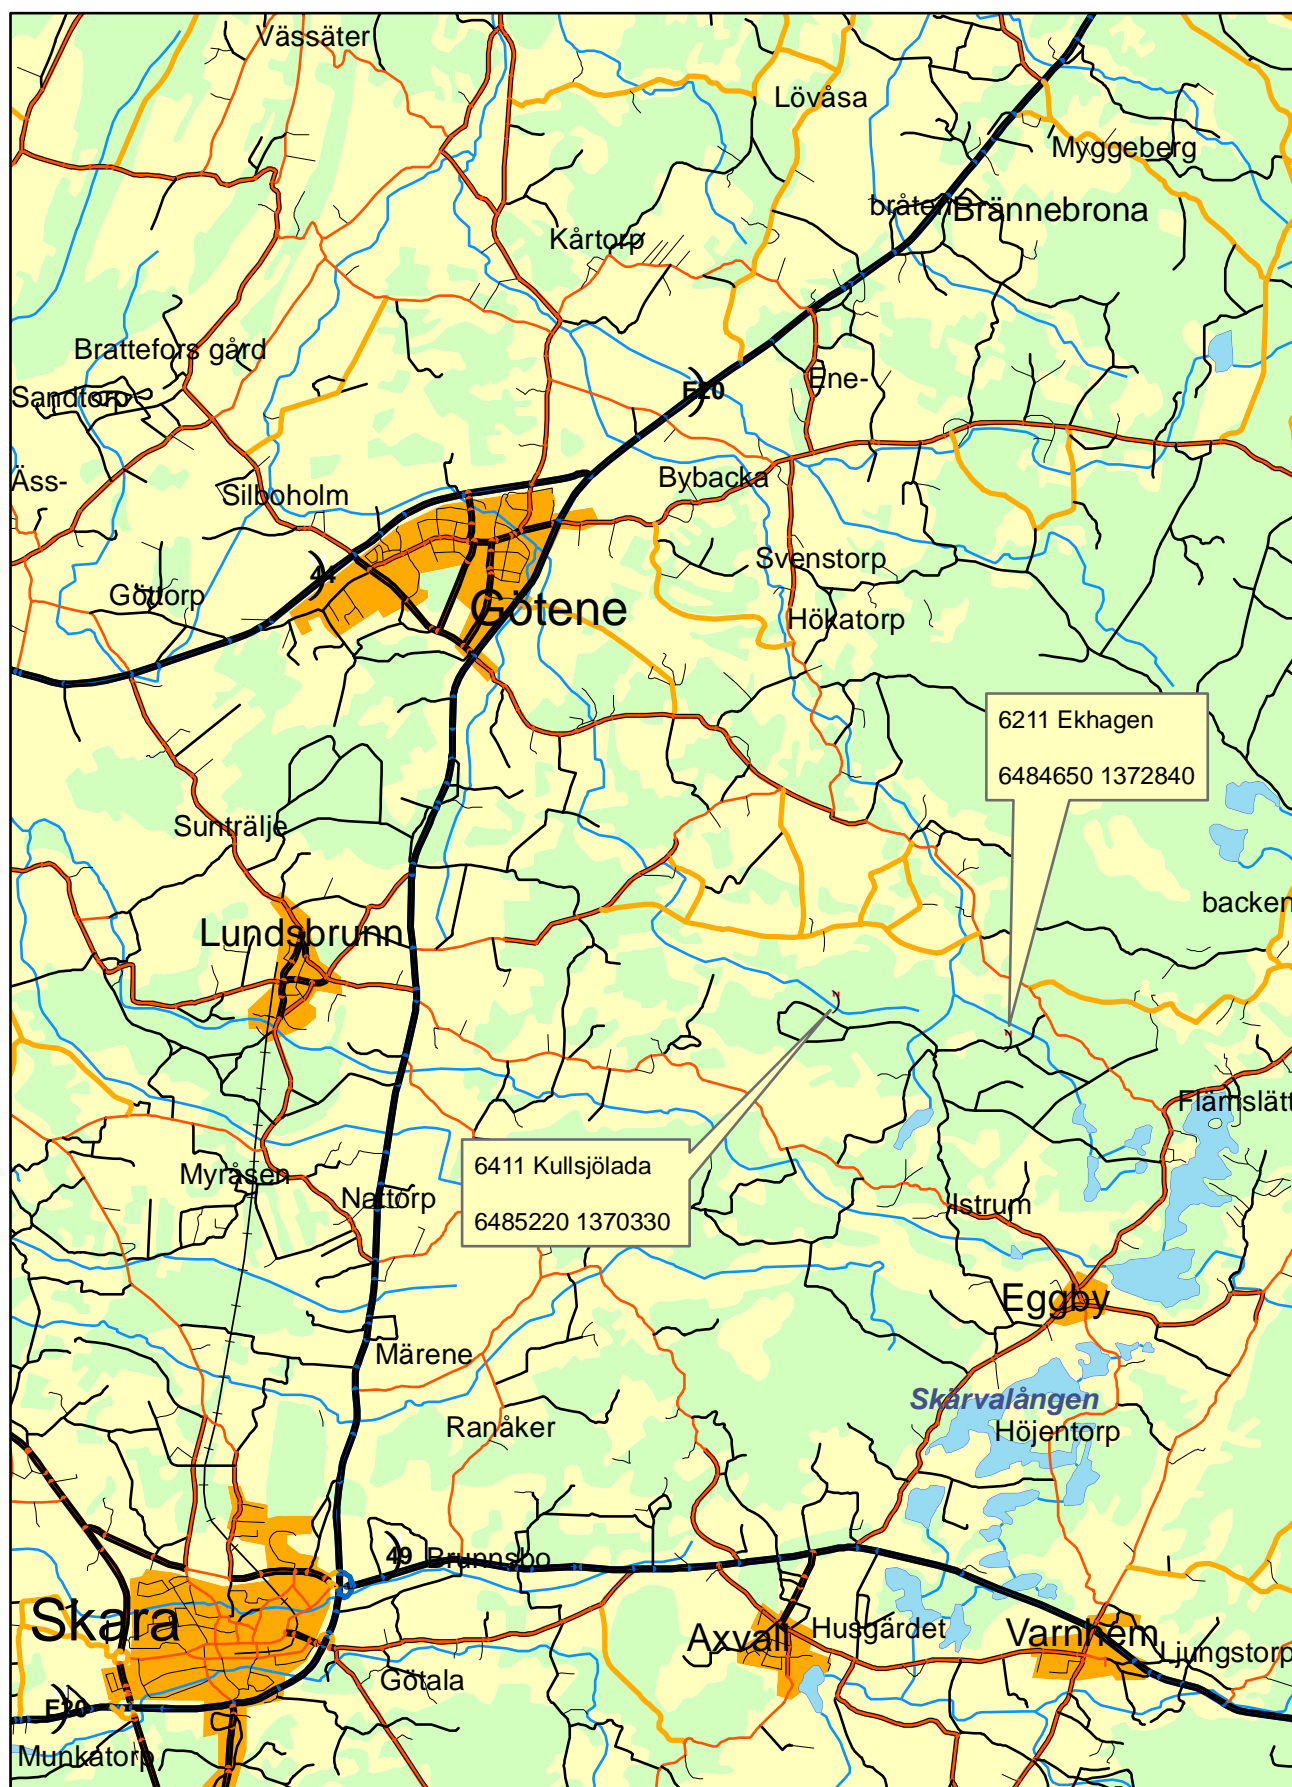 Vässäter
Lövåsa
Myggeberg
bråten
Brännebrona
Kårtorp
Brattefors gård
Sandtorp
E20
Ene-
Äss-
Silboholm
Bybacka
Svenstorp
44
Göttorp
Götene
Hökatorp
6211 Ekhagen
6484650 1372840
Sunträlje
backen
Lundsbrunn
Flämslätt
6411 Kullsjölada
6485220 1370330
Myråsen
Nattorp
Istrum
Eggby
Märene
Skärvalången
Ranåker
Höjentorp
49
Brunnsbo
Skara
Axvall
Husgärdet
Varnhem
Ljungstorp
Götala
E20
Munkatorp